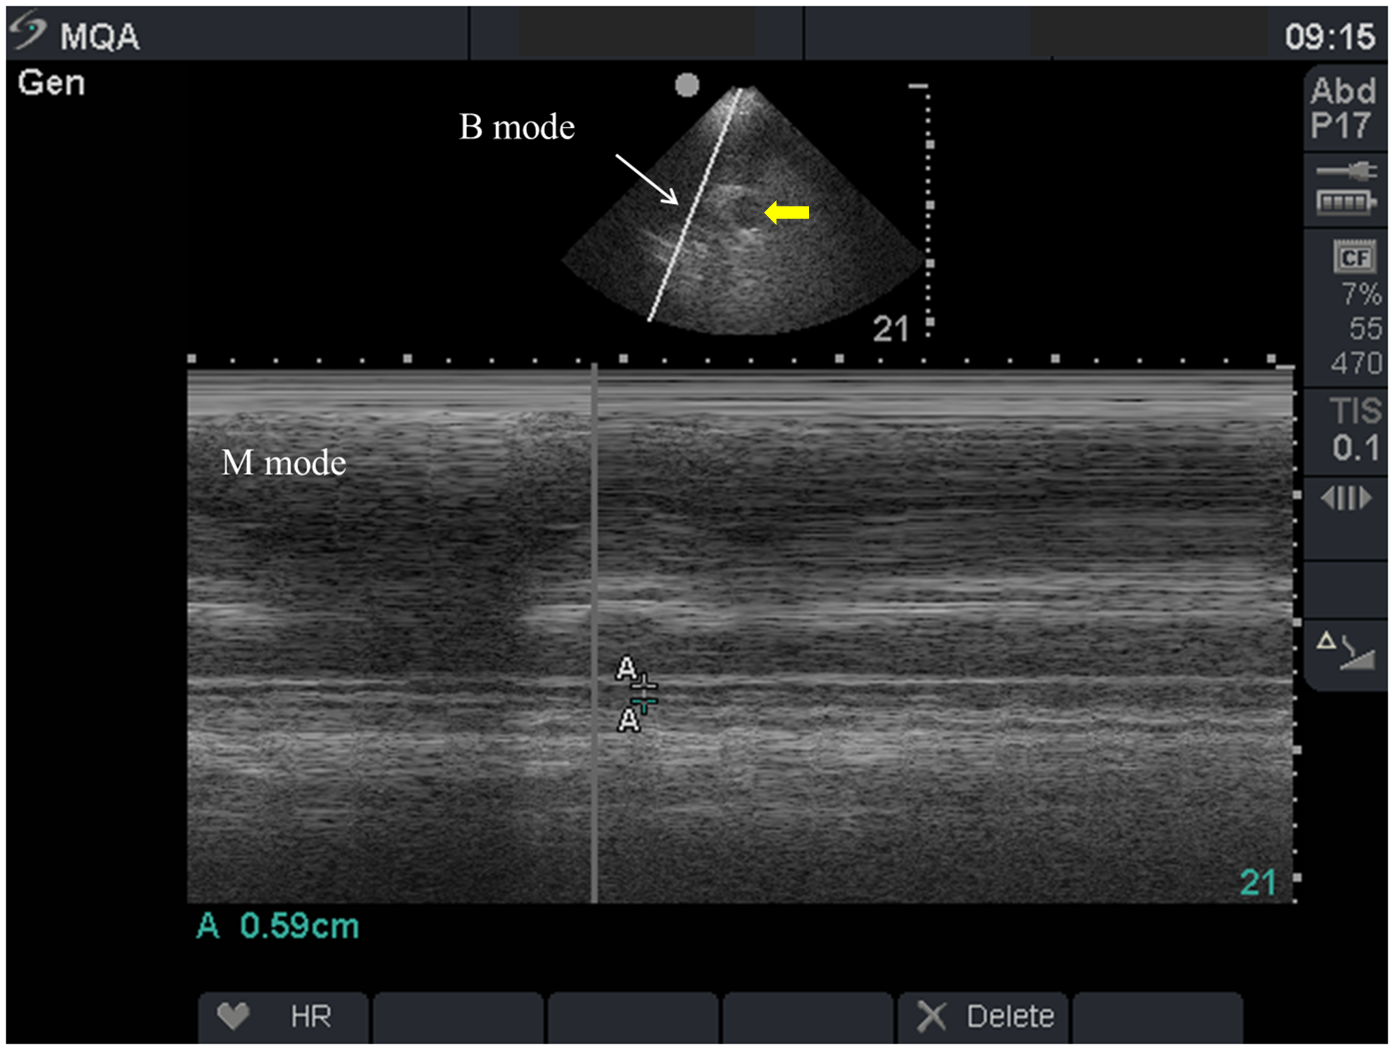 MQA
09:15
Gen
Abd
P17
B mode
CF
7%
55
470
21
TIS
0.1
M mode
A
A
21
A 0.59cm
HR
Delete